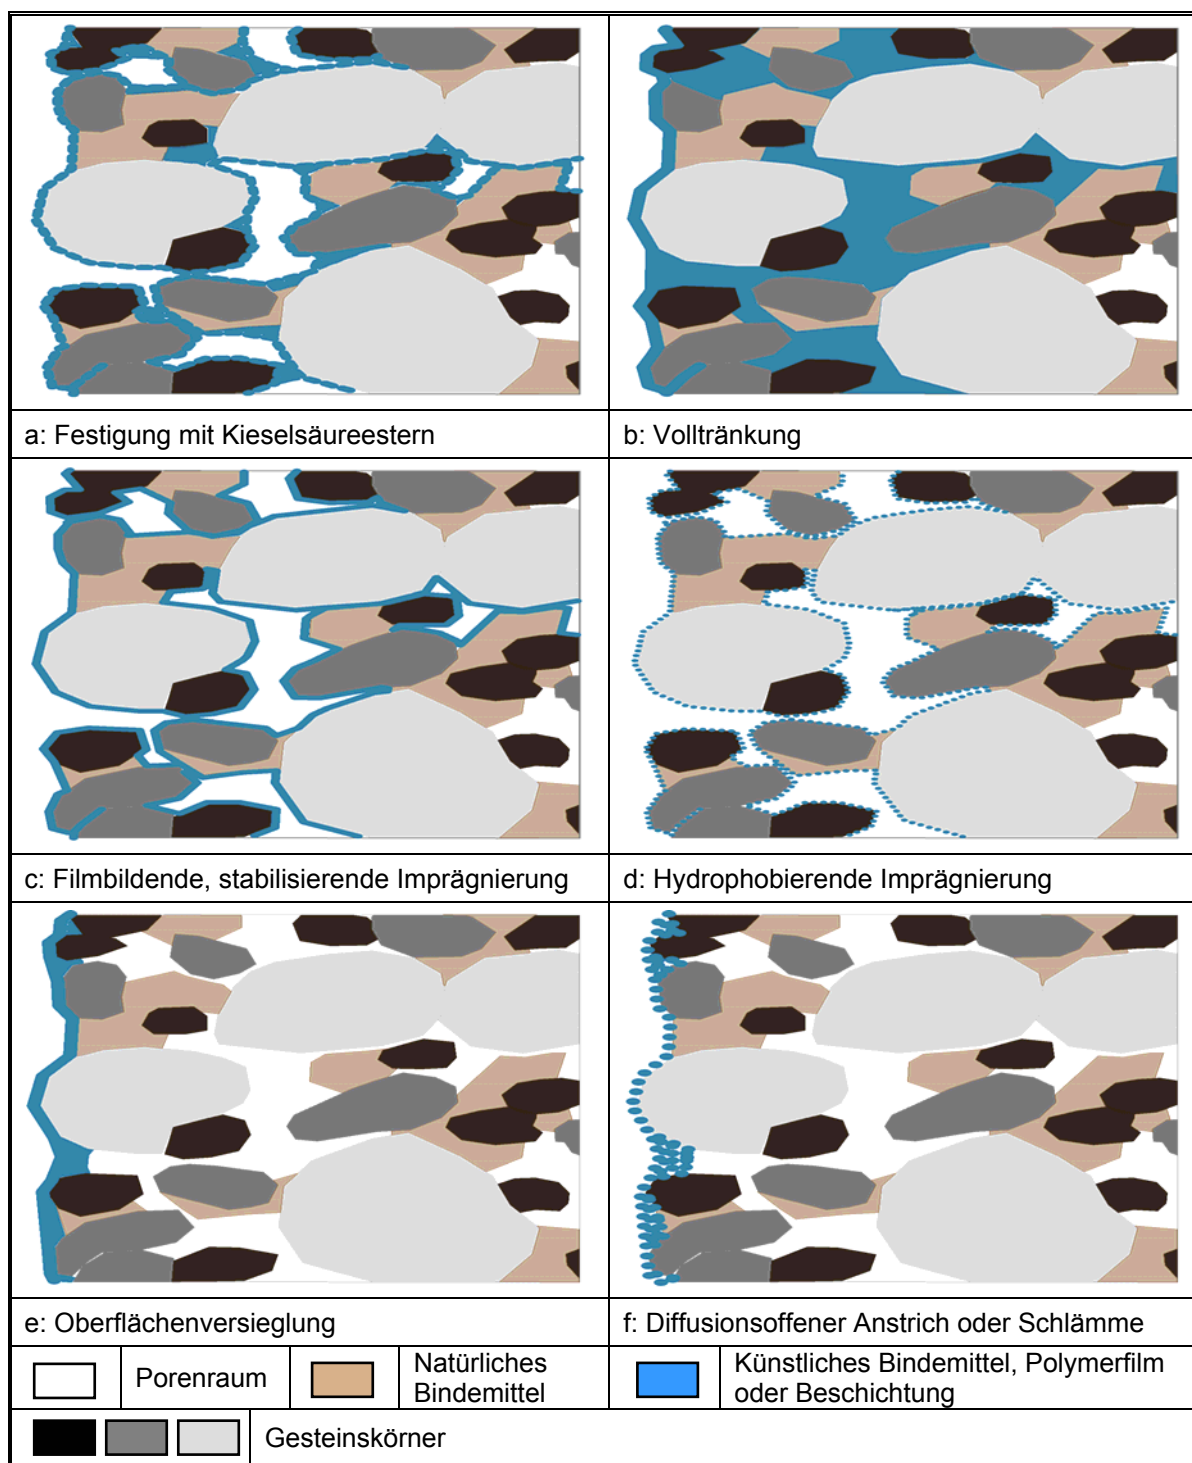 a: Festigung mit Kieselsäureestern
b: Volltränkung
c: Filmbildende, stabilisierende Imprägnierung
d: Hydrophobierende Imprägnierung
e: Oberflächenversieglung
f: Diffusionsoffener Anstrich oder Schlämme
Porenraum
Natürliches
Bindemittel
Künstliches Bindemittel, Polymerfilm
oder Beschichtung
Gesteinskörner